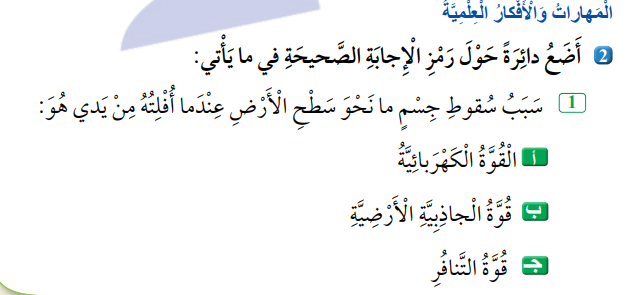 الْمَهاراتُ وَالْأَفْكارُ الْعِلْمِيَّةُ
2 أَضَعُ دائِرَةً حَوْلَ رَمْزِ الْإِجابَةِ الصَّحيحَةِ في ما يَأْتي:
1 سَبَبُ سُقوطِ جِسْمٍ ما نَحْوَ سَطْحِ الْأَرْضِ عِنْدَما أُفْلِتُهُ مِنْ يَدي هُوَ:
أ الْقُوَّةُ الْكَهْرَبائِيَّةُ
ب قُوَّةُ الْجاذِبِيَّةِ الْأَرْضِيَّةِ
جـ قُوَّةُ التَّنافُرِ